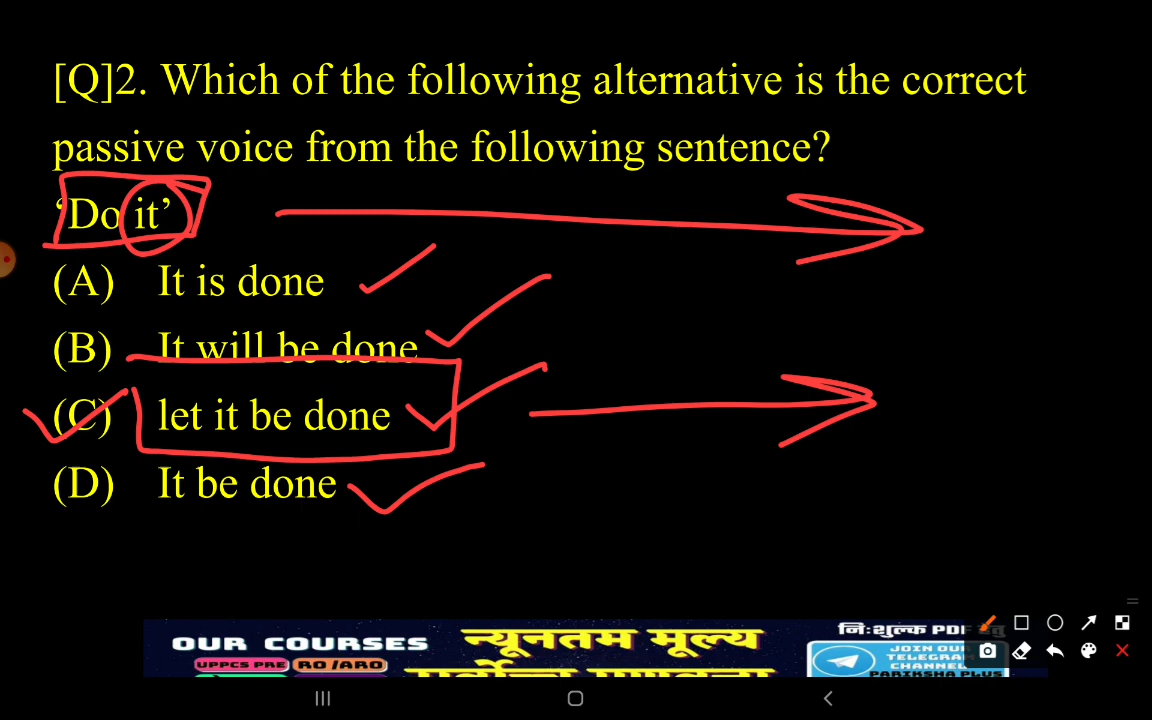 [Q]2. Which of the following alternative is the correct
passive voice from the following sentence?
‘Do it’
(A) It is done
(B) It will be done
(C) let it be done
(D) It be done
OUR COURSES न्यूनतम मूल्य नि:शुल्क PDF
UPPCS PRE RO /ARO JOIN OUR
TELEGRAM
CHANNEL
PARIKSHA PLUS